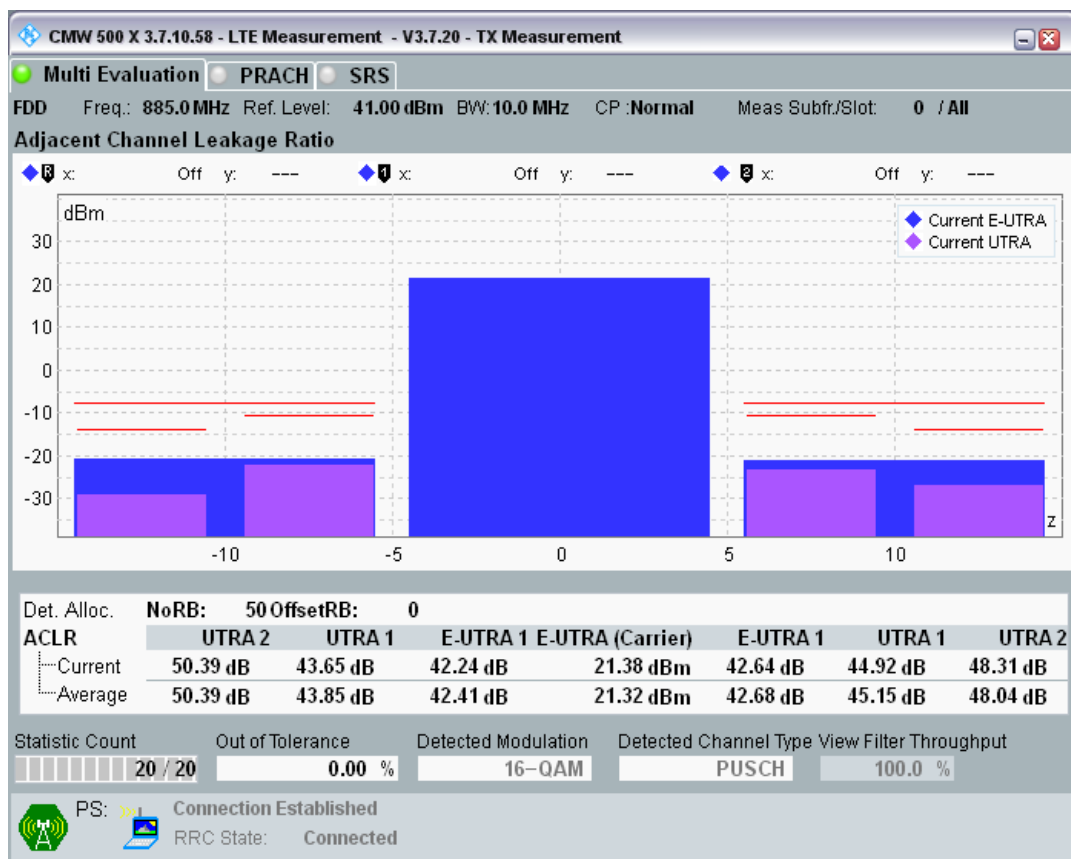 CMW 500 X 3.7.10.58 - LTE Measurement - V3.7.20 - TX Measurement
Multi Evaluation PRACH SRS
FDD Freq.: 885.0 MHz Ref. Level: 41.00 dBm BW: 10.0 MHz CP :Normal Meas Subfr./Slot: 0 / All
Adjacent Channel Leakage Ratio
R x: Off y: --- 1 x: Off y: --- 2 x: Off y: ---
dBm
Current E-UTRA
Current UTRA
30
20
10
0
-10
-20
-30
z
-10 -5 0 5 10
Det. Alloc. NoRB: 50 OffsetRB: 0
ACLR UTRA 2 UTRA 1 E-UTRA 1 E-UTRA (Carrier) E-UTRA 1 UTRA 1 UTRA 2
Current 50.39 dB 43.65 dB 42.24 dB 21.38 dBm 42.64 dB 44.92 dB 48.31 dB
Average 50.39 dB 43.85 dB 42.41 dB 21.32 dBm 42.68 dB 45.15 dB 48.04 dB
Statistic Count Out of Tolerance Detected Modulation Detected Channel Type View Filter Throughput
20 / 20 0.00 % 16-QAM PUSCH 100.0 %
PS: Connection Established
RRC State: Connected